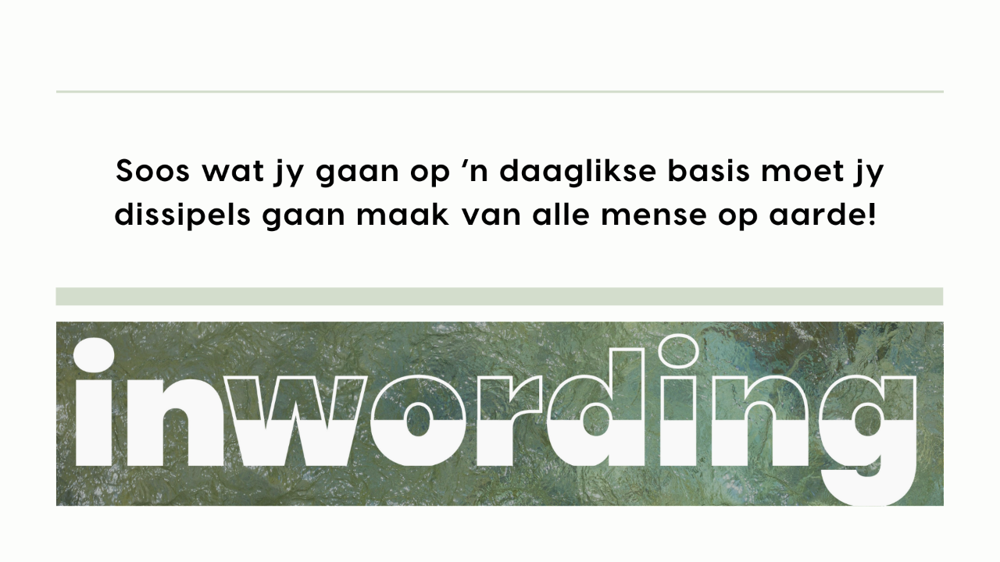 Soos wat jy gaan op ‘n daaglikse basis moet jy
dissipels gaan maak van alle mense op aarde!
inwording